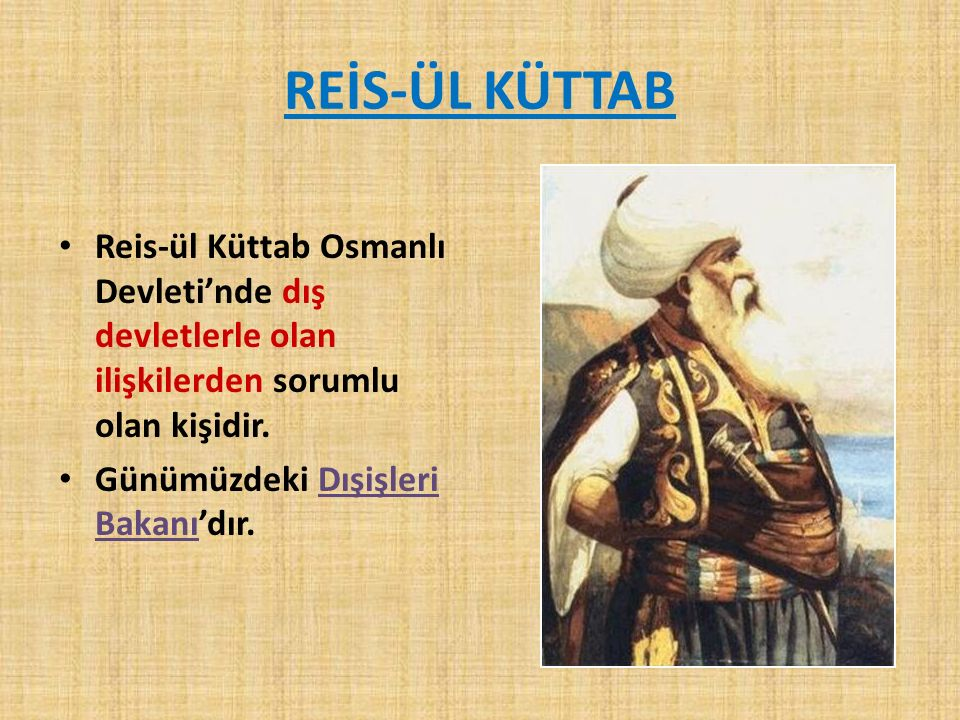 REİS-ÜL KÜTTAB
• Reis-ül Küttab Osmanlı
Devleti’nde dış
devletlerle olan
ilişkilerden sorumlu
olan kişidir.
• Günümüzdeki Dışişleri
Bakanı’dır.